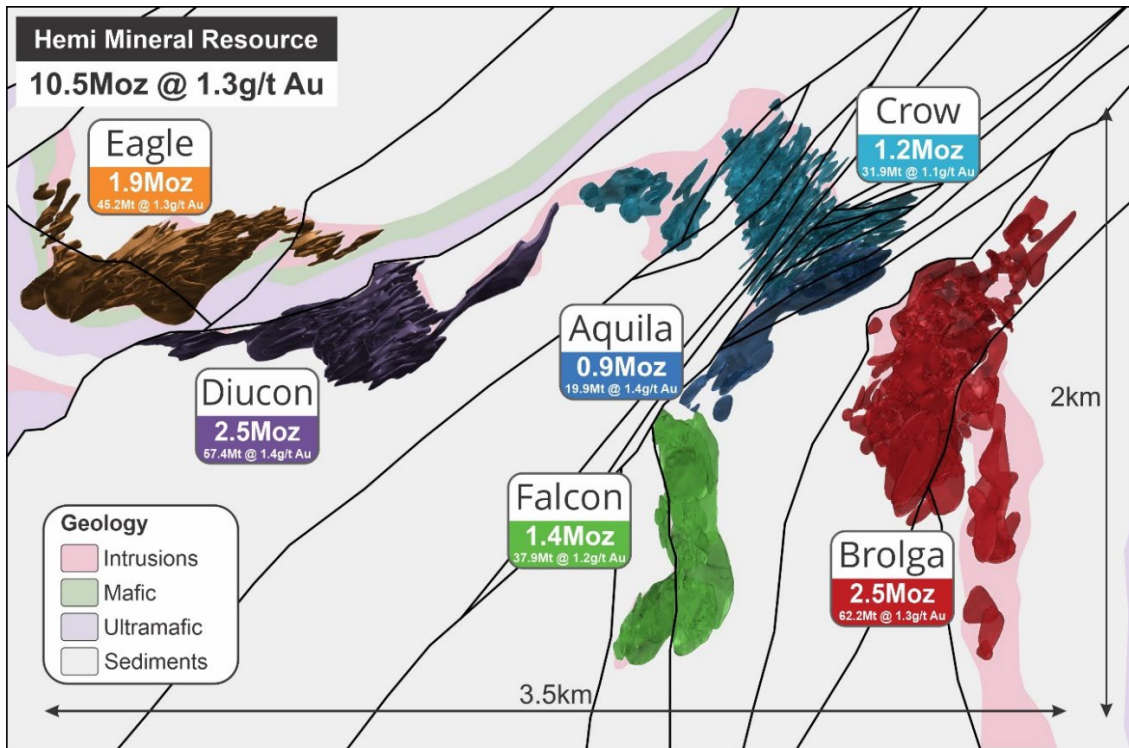 Hemi Mineral Resource
10.5Moz @ 1.3g/t Au
Eagle
1.9Moz
45.2Mt @ 1.3g/t Au
Crow
1.2Moz
31.9Mt @ 1.1g/t Au
Aquila
0.9Moz
19.9Mt @ 1.4g/t Au
Diucon
2.5Moz
57.4Mt @ 1.4g/t Au
2km
Falcon
1.4Moz
37.9Mt @ 1.2g/t Au
Brolga
2.5Moz
62.2Mt @ 1.3g/t Au
Geology
Intrusions
Mafic
Ultramafic
Sediments
3.5km